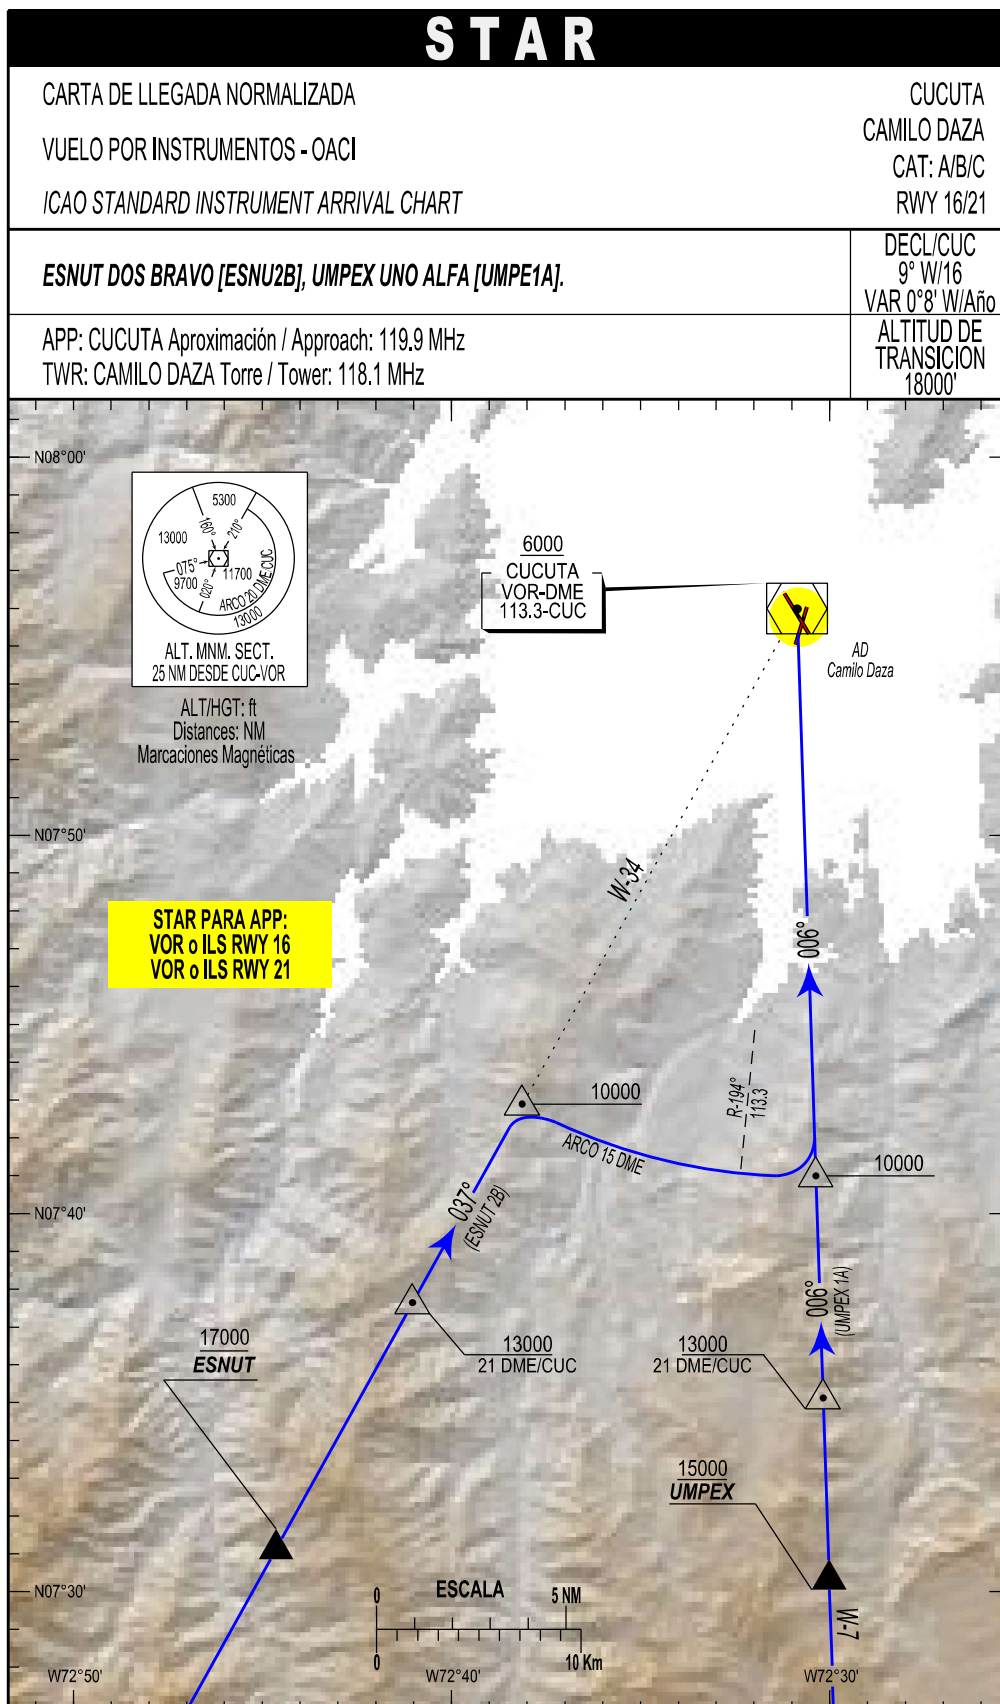 STAR
CARTA DE LLEGADA NORMALIZADA
VUELO POR INSTRUMENTOS - OACI
ICAO STANDARD INSTRUMENT ARRIVAL CHART
CUCUTA
CAMILO DAZA
CAT: A/B/C
RWY 16/21
ESNUT DOS BRAVO [ESNU2B], UMPEX UNO ALFA [UMPE1A].
DECL/CUC
9° W/16
VAR 0°8' W/Año
APP: CUCUTA Aproximación / Approach: 119.9 MHz
TWR: CAMILO DAZA Torre / Tower: 118.1 MHz
ALTITUD DE
TRANSICION
18000'
N08°00'
5300
13000
160°
210°
075°
9700
020°
11700
ARCO 20 DME/CUC
13000
ALT. MNM. SECT.
25 NM DESDE CUC-VOR
ALT/HGT: ft
Distances: NM
Marcaciones Magnéticas
6000
CUCUTA
VOR-DME
113.3-CUC
AD
Camilo Daza
N07°50'
W-34
STAR PARA APP:
VOR o ILS RWY 16
VOR o ILS RWY 21
006°
10000
R-194°
113.3
ARCO 15 DME
10000
037°
(ESNUT 2B)
N07°40'
006°
(UMPEX 1A)
17000
ESNUT
13000
21 DME/CUC
13000
21 DME/CUC
15000
UMPEX
N07°30'
0
ESCALA
5 NM
0
10 Km
W-7
W72°50'
W72°40'
W72°30'